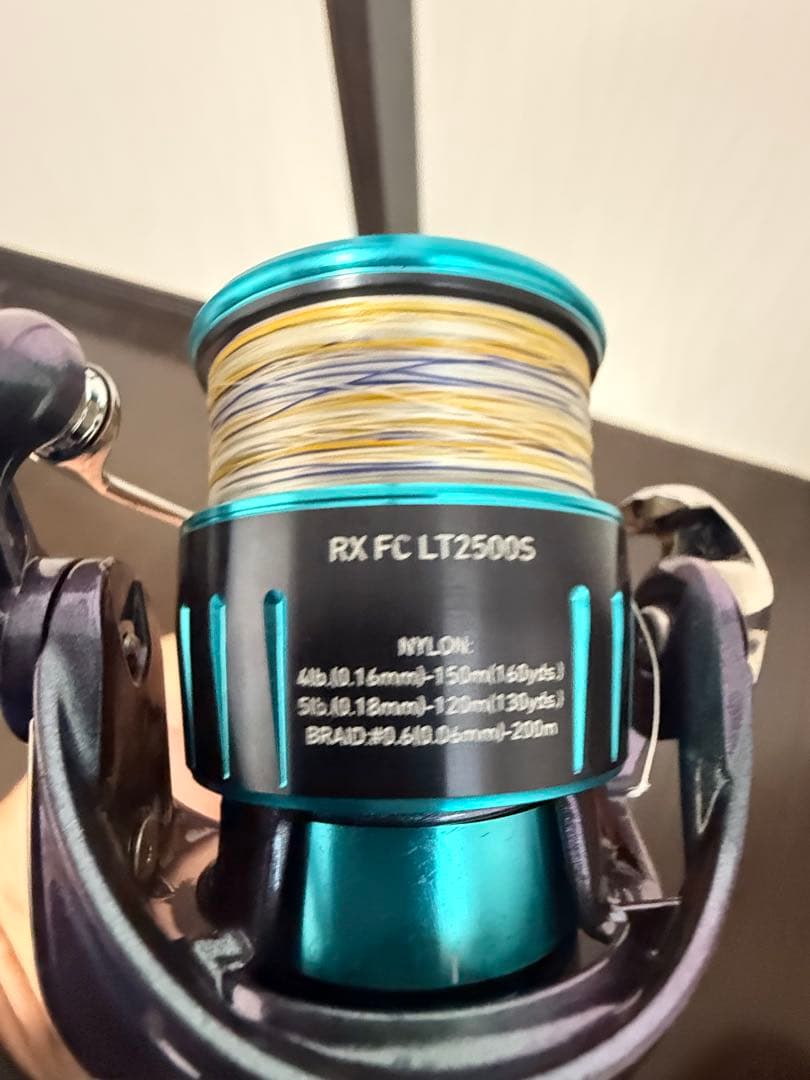 RX FC LT2500S
NYLON:
4lb.(0.16mm)-150m(160yds.)
5lb.(0.18mm)-120m(130yds.)
BRAID:#0.6(0.06mm)-200m